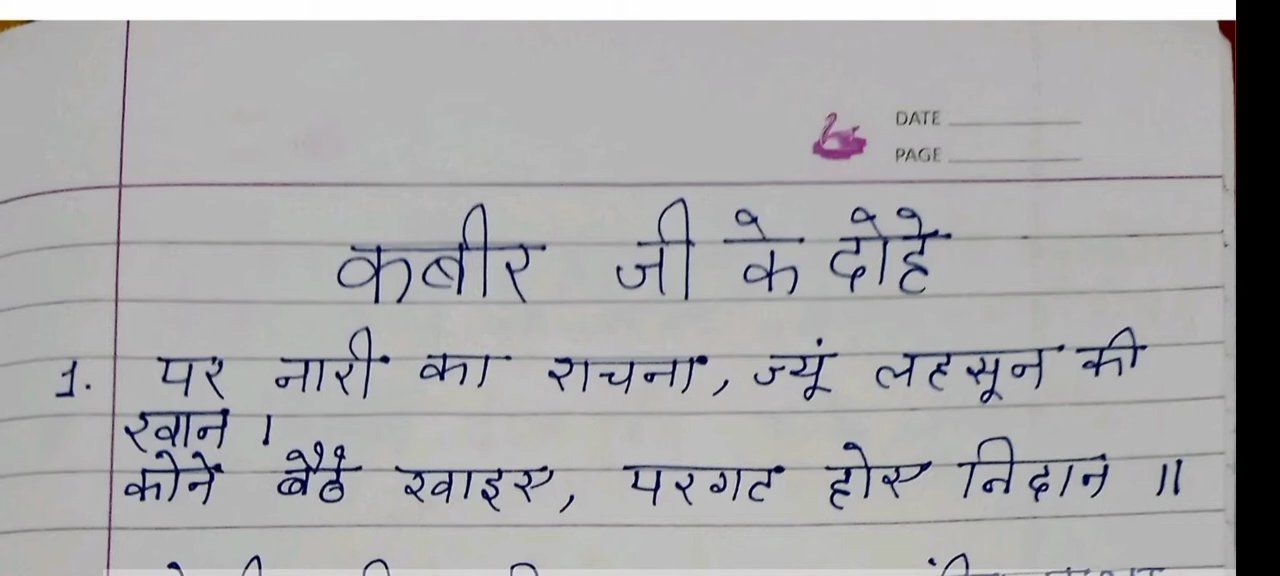 DATE
PAGE
कबीर जी के दोहे
1. पर नारी का राचना, ज्यूं लहसून की
खान ।
कोने बैठे खाइए, परगट होए निदान ॥